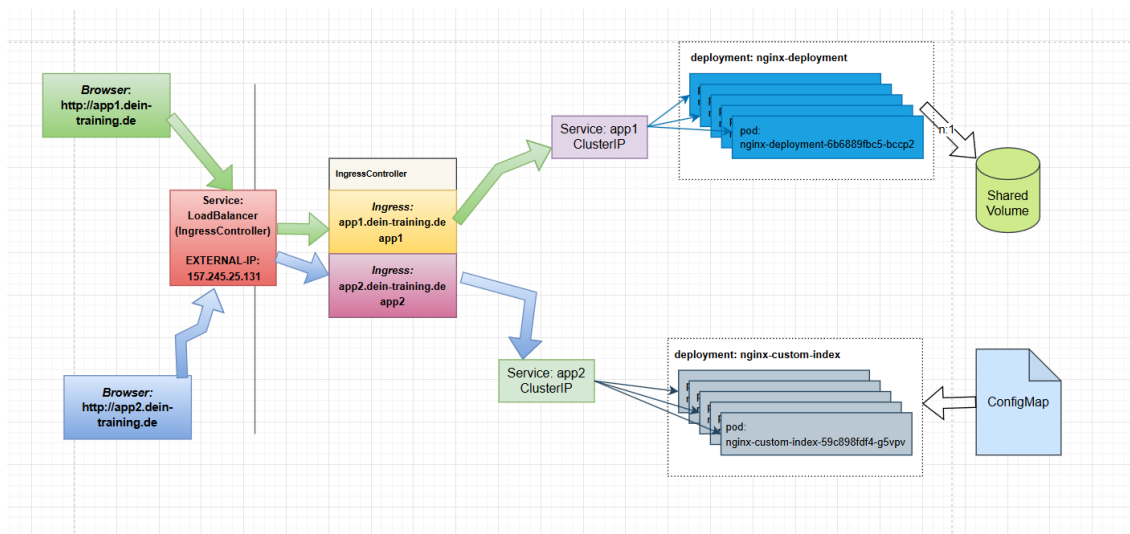 Browser:
http://app1.dein-
training.de
Service:
LoadBalancer
(IngressController)
EXTERNAL-IP:
157.245.25.131
Browser:
http://app2.dein-
training.de
IngressController
Ingress:
app1.dein-training.de
app1
Ingress:
app2.dein-training.de
app2
Service: app1
ClusterIP
deployment: nginx-deployment
pod:
nginx-deployment-6b6889fbc5-bccp2
n:1
Shared
Volume
Service: app2
ClusterIP
deployment: nginx-custom-index
pod:
nginx-custom-index-59c898fdf4-g5vpv
ConfigMap